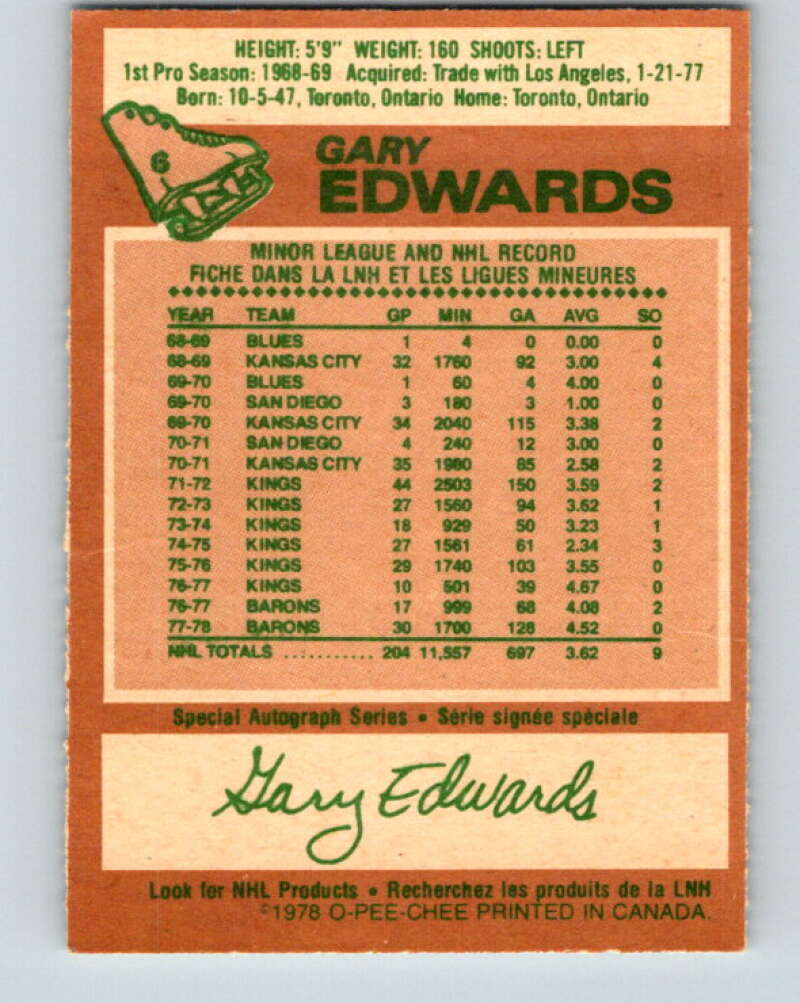 HEIGHT: 5'9" WEIGHT: 160 SHOOTS: LEFT
1st Pro Season: 1968-69 Acquired: Trade with Los Angeles, 1-21-77
Born: 10-5-47, Toronto, Ontario Home: Toronto, Ontario
6
GARY
EDWARDS
MINOR LEAGUE AND NHL RECORD
FICHE DANS LA LNH ET LES LIGUES MINEURES
YEAR TEAM GP MIN GA AVG SO
68-69 BLUES 1 4 0 0.00 0
68-69 KANSAS CITY 32 1760 92 3.00 4
69-70 BLUES 1 60 4 4.00 0
69-70 SAN DIEGO 3 180 3 1.00 0
69-70 KANSAS CITY 34 2040 115 3.38 2
70-71 SAN DIEGO 4 240 12 3.00 0
70-71 KANSAS CITY 35 1980 85 2.58 2
71-72 KINGS 44 2503 150 3.59 2
72-73 KINGS 27 1560 94 3.62 1
73-74 KINGS 18 929 50 3.23 1
74-75 KINGS 27 1561 61 2.34 3
75-76 KINGS 29 1740 103 3.55 0
76-77 KINGS 10 501 39 4.67 0
76-77 BARONS 17 999 68 4.08 2
77-78 BARONS 30 1700 128 4.52 0
NHL TOTALS ........... 204 11,557 697 3.62 9
Special Autograph Series • Série signée spéciale
Gary Edwards
Look for NHL Products • Recherchez les produits de la LNH
©1978 O-PEE-CHEE PRINTED IN CANADA.